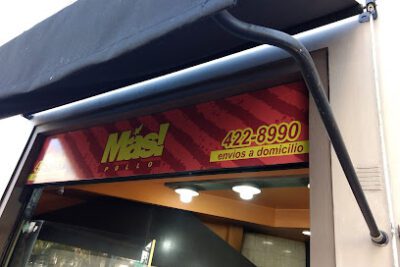 Más!
POLLO
422-8990
envíos a domicilio